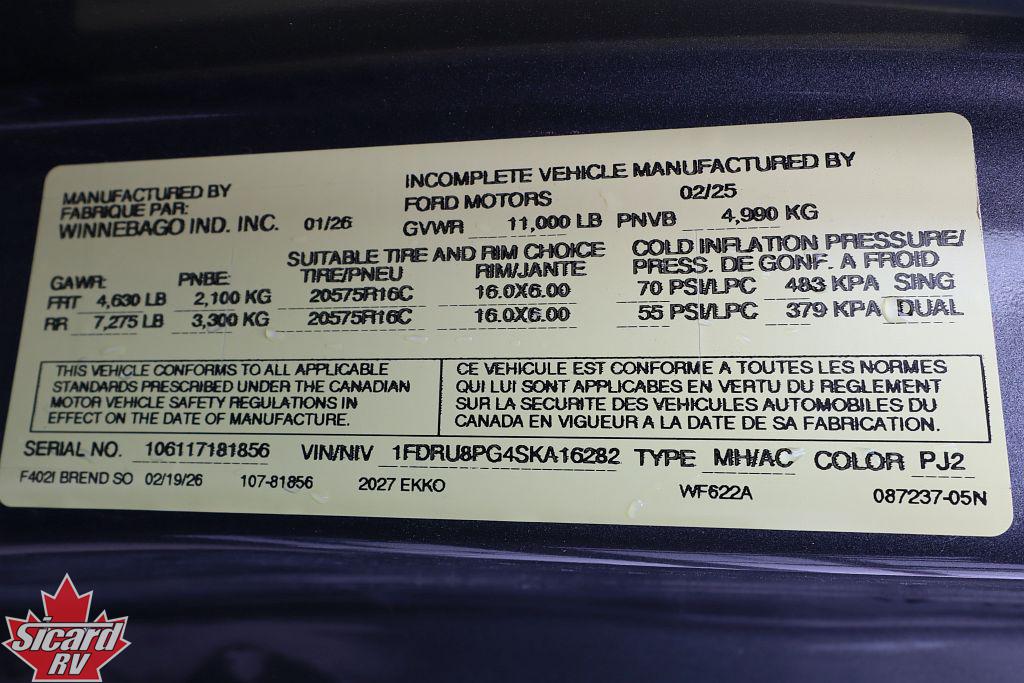 MANUFACTURED BY
FABRIQUE PAR:
WINNEBAGO IND. INC. 01/26
INCOMPLETE VEHICLE MANUFACTURED BY
FORD MOTORS 02/25
GVWR 11,000 LB PNVB 4,990 KG
SUITABLE TIRE AND RIM CHOICE COLD INFLATION PRESSURE/
GAWR: PNBE: TIRE/PNEU RIM/JANTE PRESS. DE GONF. A FROID
FRT 4,630 LB 2,100 KG 20575R16C 16.0X6.00 70 PSI/LPC 483 KPA SING
RR 7,275 LB 3,300 KG 20575R16C 16.0X6.00 55 PSI/LPC 379 KPA DUAL
THIS VEHICLE CONFORMS TO ALL APPLICABLE
STANDARDS PRESCRIBED UNDER THE CANADIAN
MOTOR VEHICLE SAFETY REGULATIONS IN
EFFECT ON THE DATE OF MANUFACTURE.
CE VEHICULE EST CONFORME A TOUTES LES NORMES
QUI LUI SONT APPLICABLES EN VERTU DU REGLEMENT
SUR LA SECURITE DES VEHICULES AUTOMOBILES DU
CANADA EN VIGUEUR A LA DATE DE SA FABRICATION.
SERIAL NO. 106117181856 VIN/NIV 1FDRU8PG4SKA16282 TYPE MH/AC COLOR PJ2
F402I BREND SO 02/19/26 107-81856 2027 EKKO WF622A 087237-05N
Sicard
RV